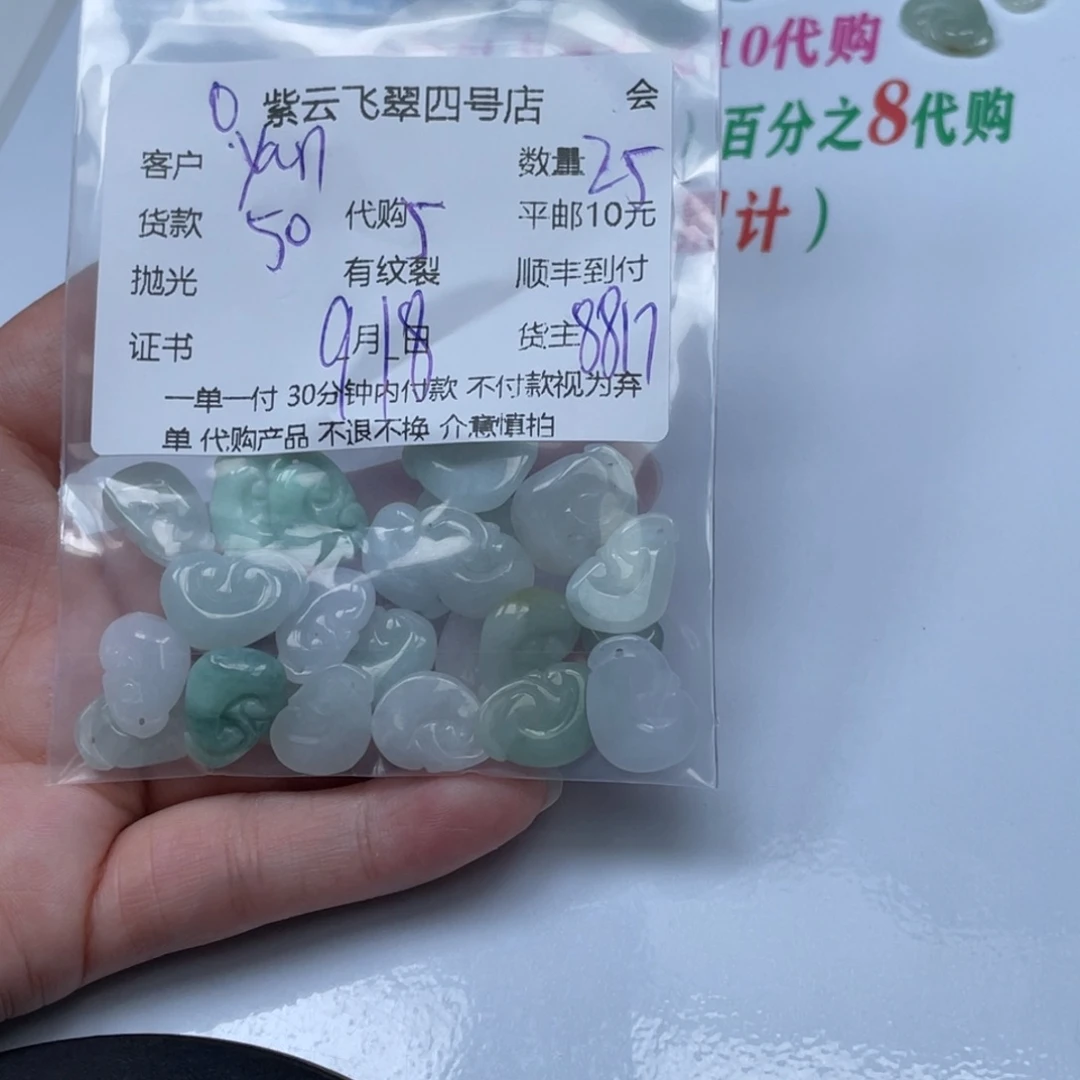 10代购
百分之8代购
计）
O. 紫云飞翠四号店 会
客户 yan 数量 25
货款 50 代购 5 平邮10元
抛光 有纹裂 顺丰到付
证书 9月18日 货主 8817
一单一付 30分钟内付款 不付款视为弃
单 代购产品 不退不换 介意慎拍